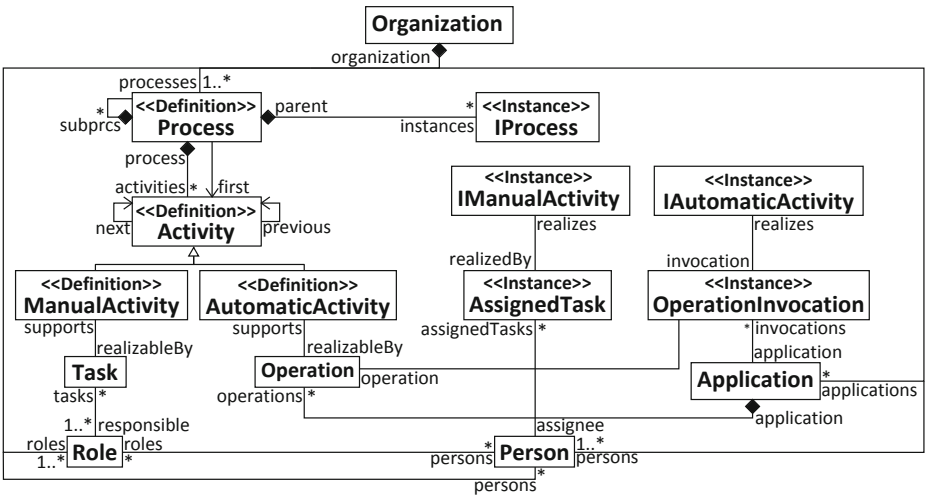 Organization
organization
processes 1..*
<<Definition>> parent * <<Instance>>
* Process instances IProcess
subprcs
process
activities * first
<<Definition>>
next Activity previous
<<Instance>> <<Instance>>
IManualActivity IAutomaticActivity
realizes realizes
realizedBy invocation
<<Definition>> <<Definition>> <<Instance>> <<Instance>>
ManualActivity AutomaticActivity AssignedTask OperationInvocation
supports supports assignedTasks * * invocations
realizableBy realizableBy application
Task Operation operation Application *
applications
tasks * operations * application
1..* responsible assignee
roles Role roles * Person 1..*
1..* * persons persons
*
persons